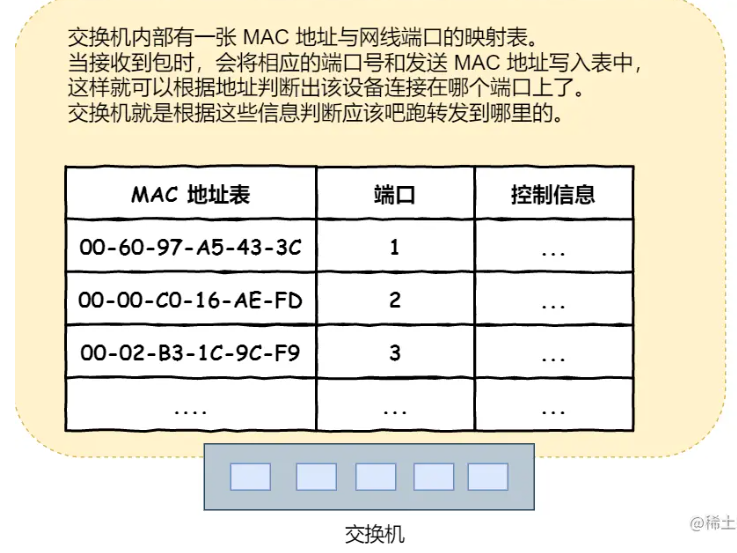 交换机内部有一张 MAC 地址与网线端口的映射表。
当接收到包时，会将相应的端口号和发送 MAC 地址写入表中，
这样就可以根据地址判断出该设备连接在哪个端口上了。
交换机就是根据这些信息判断应该吧跑转发到哪里的。
MAC 地址表 端口 控制信息
00-60-97-A5-43-3C 1 ...
00-00-C0-16-AE-FD 2 ...
00-02-B3-1C-9C-F9 3 ...
.... ... ...
交换机
@稀土